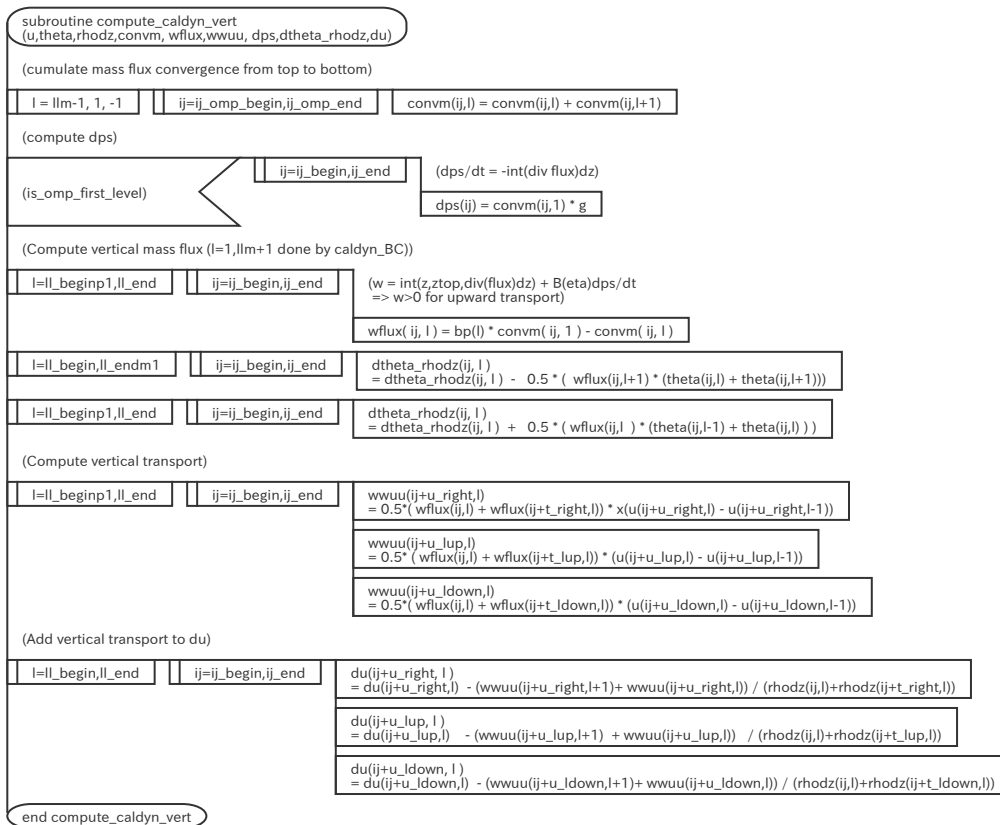 subroutine compute_caldyn_vert
(u,theta,rhodz,convm, wflux,wwuu, dps,dtheta_rhodz,du)
(cumulate mass flux convergence from top to bottom)
l = llm-1, 1, -1 ij=ij_omp_begin,ij_omp_end convm(ij,l) = convm(ij,l) + convm(ij,l+1)
(compute dps)
(is_omp_first_level) ij=ij_begin,ij_end (dps/dt = -int(div flux)dz)
dps(ij) = convm(ij,1) * g
(Compute vertical mass flux (l=1,llm+1 done by caldyn_BC))
l=ll_beginp1,ll_end ij=ij_begin,ij_end (w = int(z,ztop,div(flux)dz) + B(eta)dps/dt
=> w>0 for upward transport)
wflux( ij, l ) = bp(l) * convm( ij, 1 ) - convm( ij, l )
l=ll_begin,ll_endm1 ij=ij_begin,ij_end dtheta_rhodz(ij, l )
= dtheta_rhodz(ij, l ) - 0.5 * ( wflux(ij,l+1) * (theta(ij,l) + theta(ij,l+1)))
l=ll_beginp1,ll_end ij=ij_begin,ij_end dtheta_rhodz(ij, l )
= dtheta_rhodz(ij, l ) + 0.5 * ( wflux(ij,l ) * (theta(ij,l-1) + theta(ij,l) ) )
(Compute vertical transport)
l=ll_beginp1,ll_end ij=ij_begin,ij_end wwuu(ij+u_right,l)
= 0.5*( wflux(ij,l) + wflux(ij+t_right,l)) * x(u(ij+u_right,l) - u(ij+u_right,l-1))
wwuu(ij+u_lup,l)
= 0.5* ( wflux(ij,l) + wflux(ij+t_lup,l)) * (u(ij+u_lup,l) - u(ij+u_lup,l-1))
wwuu(ij+u_ldown,l)
= 0.5*( wflux(ij,l) + wflux(ij+t_ldown,l)) * (u(ij+u_ldown,l) - u(ij+u_ldown,l-1))
(Add vertical transport to du)
l=ll_begin,ll_end ij=ij_begin,ij_end du(ij+u_right, l )
= du(ij+u_right,l) - (wwuu(ij+u_right,l+1)+ wwuu(ij+u_right,l)) / (rhodz(ij,l)+rhodz(ij+t_right,l))
du(ij+u_lup, l )
= du(ij+u_lup,l) - (wwuu(ij+u_lup,l+1) + wwuu(ij+u_lup,l)) / (rhodz(ij,l)+rhodz(ij+t_lup,l))
du(ij+u_ldown, l )
= du(ij+u_ldown,l) - (wwuu(ij+u_ldown,l+1)+ wwuu(ij+u_ldown,l)) / (rhodz(ij,l)+rhodz(ij+t_ldown,l))
end compute_caldyn_vert